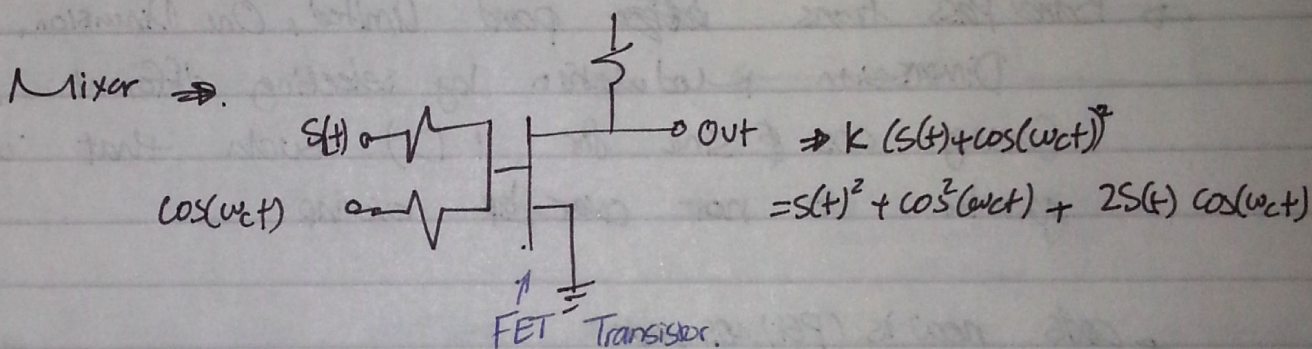 Mixer ⇒.
S(t)
Out ⇒ K (S(t)+cos(ωct))²
cos(ωct)
=S(t)² + cos²(ωct) + 2S(t) cos(ωct)
FET Transistor.